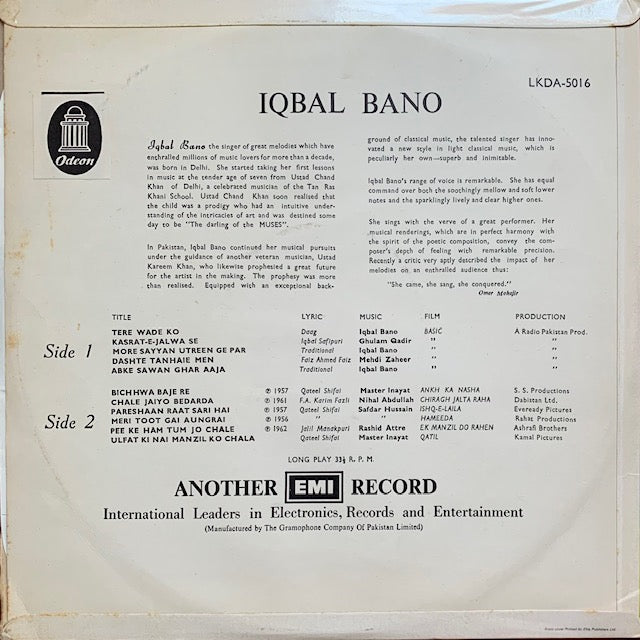 LKDA-5016
IQBAL BANO
Odeon
Iqbal Bano the singer of great melodies which have
enthralled millions of music lovers for more than a decade,
was born in Delhi. She started taking her first lessons
in music at the tender age of seven from Ustad Chand
Khan of Delhi, a celebrated musician of the Tan Ras
Khani School. Ustad Chand Khan soon realised that
the child was a prodigy who had an intuitive under-
standing of the intricacies of art and was destined some
day to be "The darling of the MUSES".
In Pakistan, Iqbal Bano continued her musical pursuits
under the guidance of another veteran musician, Ustad
Kareem Khan, who likewise prophesied a great future
for the artist in the making. The prophesy was more
than realised. Equipped with an exceptional back-
ground of classical music, the talented singer has inno-
vated a new style in light classical music, which is
peculiarly her own—superb and inimitable.
Iqbal Bano's range of voice is remarkable. She has equal
command over both the soothingly mellow and soft lower
notes and the sparklingly lively and clear higher ones.
She sings with the verve of a great performer. Her
musical renderings, which are in perfect harmony with
the spirit of the poetic composition, convey the com-
poser's depth of feeling with remarkable precision.
Recently a critic very aptly described the impact of her
melodies on an enthralled audience thus:
"She came, she sang, she conquered."
Omar Mohajir
TITLE LYRIC MUSIC FILM PRODUCTION
Side 1
TERE WADE KO Daag Iqbal Bano BASIC A Radio Pakistan Prod.
KASRAT-E-JALWA SE Iqbal Safipuri Ghulam Qadir " "
MORE SAYYAN UTREEN GE PAR Traditional Iqbal Bano " "
DASHTE TANHAIE MEN Faiz Ahmed Faiz Mehdi Zaheer " "
ABKE SAWAN GHAR AAJA Traditional Iqbal Bano " "
Side 2
BICHHWA BAJE RE ℗ 1957 Qateel Shifai Master Inayat ANKH KA NASHA S. S. Productions
CHALE JAIYO BEDARDA ℗ 1961 F.A. Karim Fazli Nihal Abdullah CHIRAGH JALTA RAHA Dabistan Ltd.
PARESHAAN RAAT SARI HAI ℗ 1957 Qateel Shifai Safdar Hussain ISHQ-E-LAILA Eveready Pictures
MERI TOOT GAI AUNGRAI ℗ 1956 " " HAMEEDA Rahat Productions
PEE KE HAM TUM JO CHALE ℗ 1962 Jalil Manakpuri Rashid Attre EK MANZIL DO RAHEN Ashrafi Brothers
ULFAT KI NAI MANZIL KO CHALA Qateel Shifai Master Inayat QATIL Kamal Pictures
LONG PLAY 33⅓ R. P. M.
ANOTHER EMI RECORD
International Leaders in Electronics, Records and Entertainment
(Manufactured by The Gramophone Company Of Pakistan Limited)